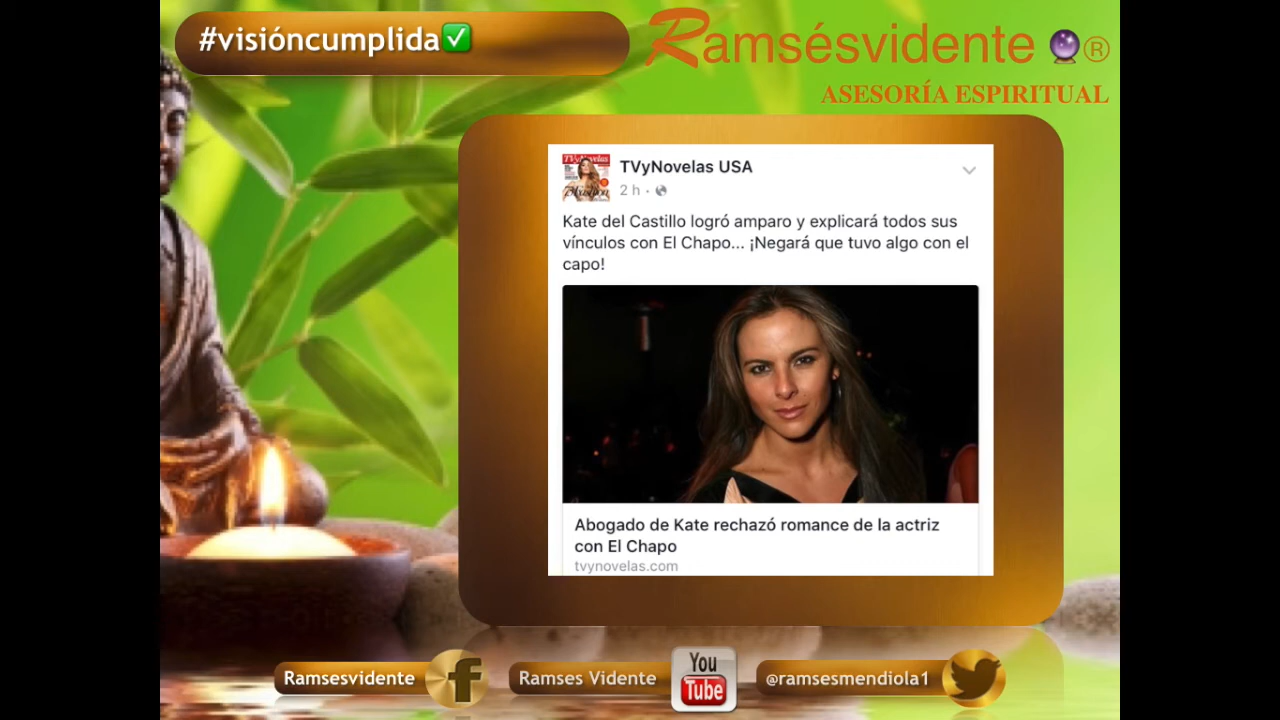 #visióncumplida✅
Ramsésvidente 🔮®
ASESORÍA ESPIRITUAL
TVyNovelas
TVyNovelas USA
2 h ·
Kate del Castillo logró amparo y explicará todos sus
vínculos con El Chapo... ¡Negará que tuvo algo con el
capo!
Abogado de Kate rechazó romance de la actriz
con El Chapo
tvynovelas.com
Ramsesvidente
Ramses Vidente
You
Tube
@ramsesmendiola1